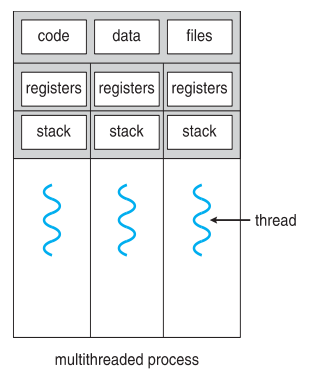 code data files
registers registers registers
stack stack stack
thread
multithreaded process